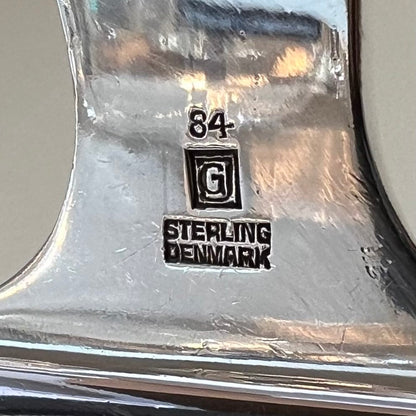 84
G
STERLING
DENMARK